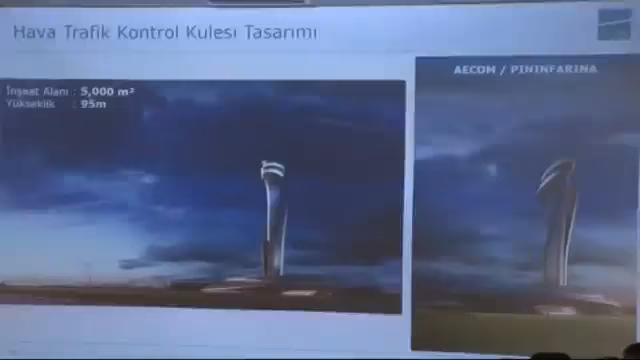 Hava Trafik Kontrol Kulesi Tasarımı
İnşaat Alanı : 5,000 m²
Yükseklik : 95m
AECOM / PININFARINA